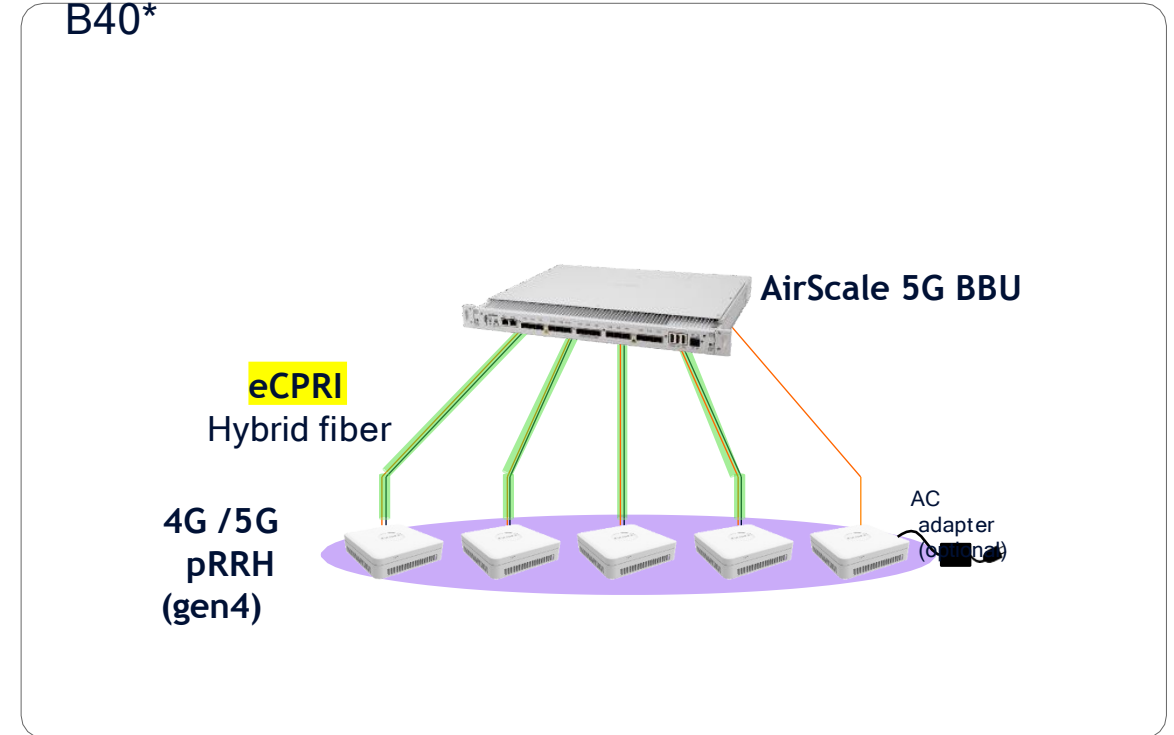 B40*
AirScale 5G BBU
eCPRI
Hybrid fiber
4G /5G
pRRH
(gen4)
AC
adapter
(optional)